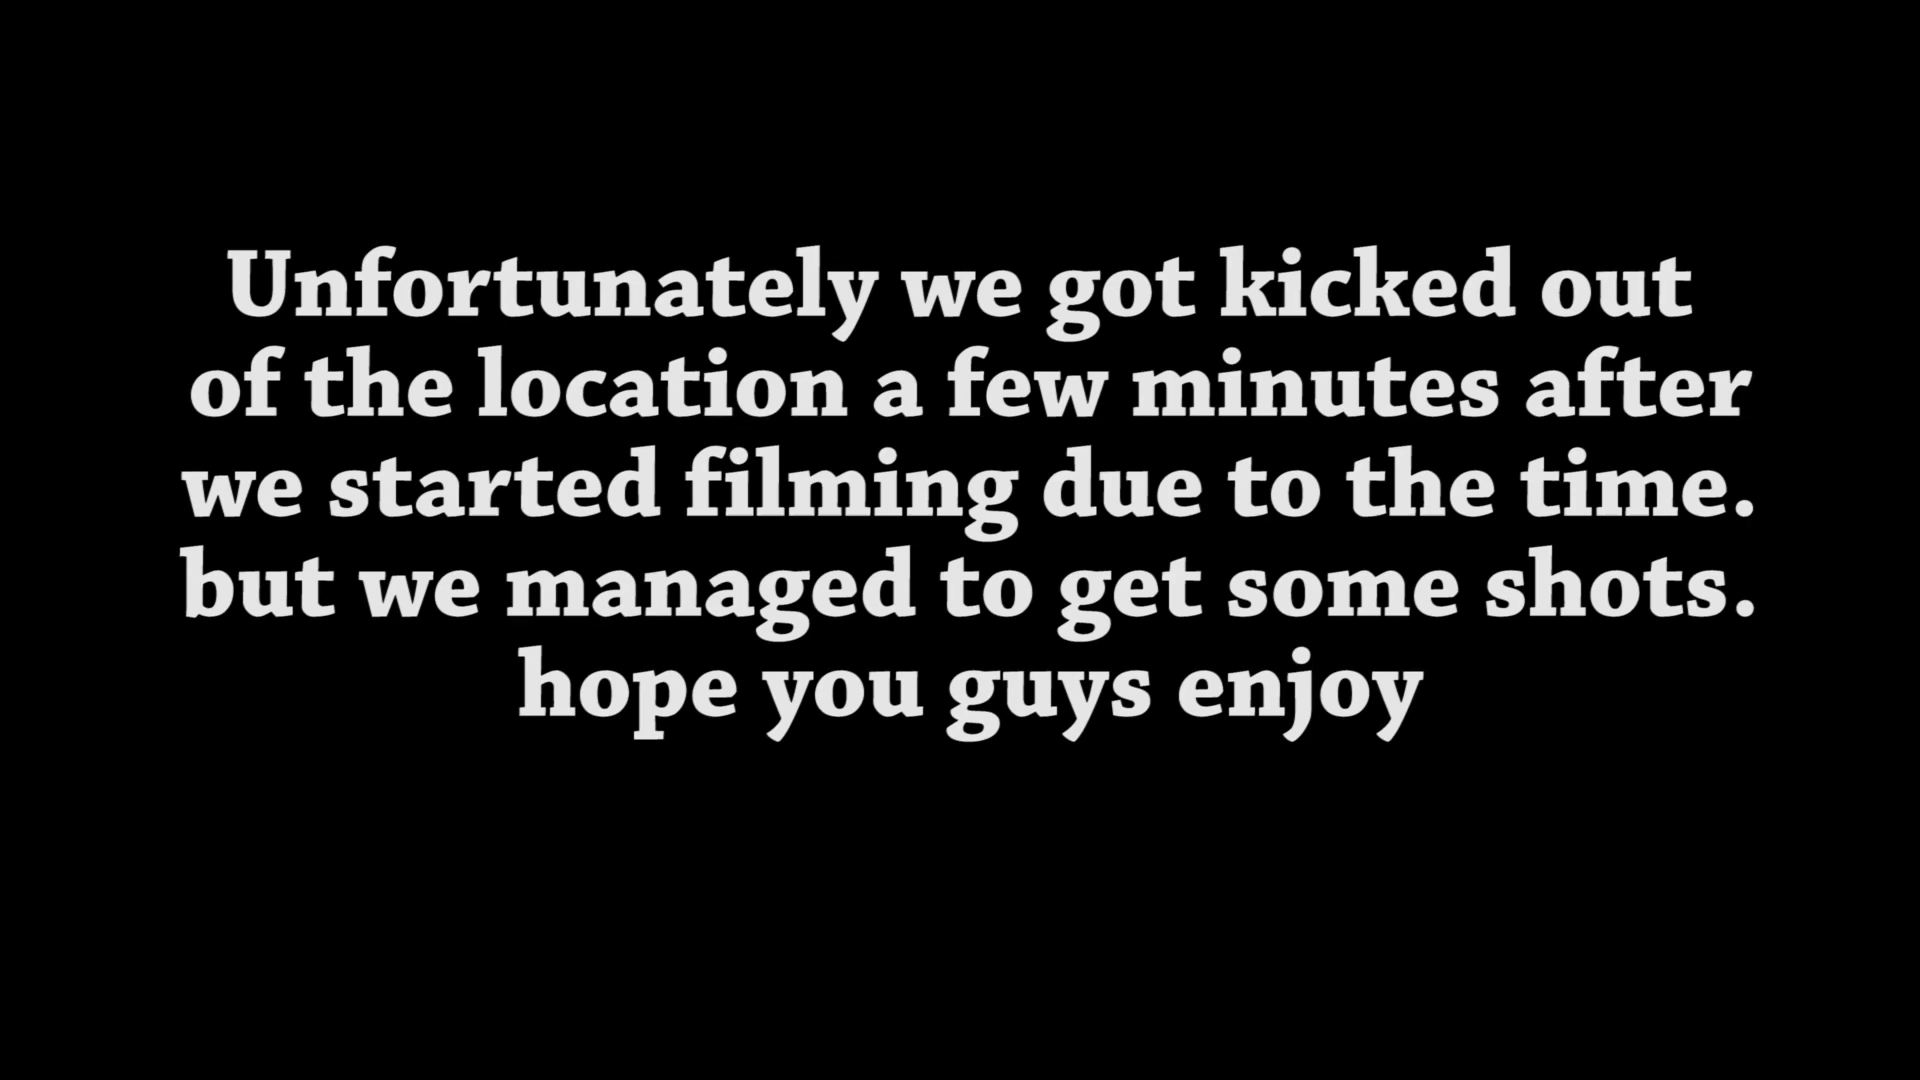 Unfortunately we got kicked out
of the location a few minutes after
we started filming due to the time.
but we managed to get some shots.
hope you guys enjoy